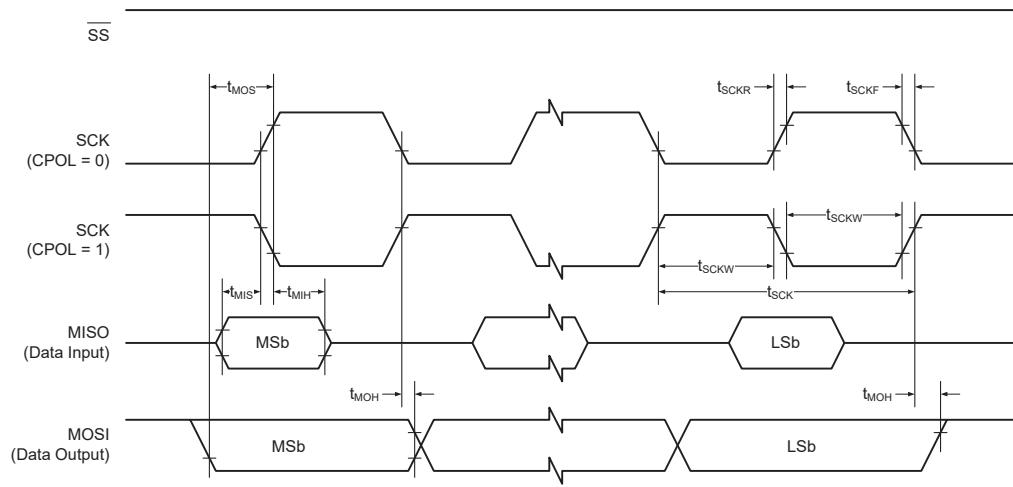 SS
tMOS
tSCKR
tSCKF
SCK
(CPOL = 0)
SCK
(CPOL = 1)
tSCKW
tSCKW
tSCK
tMIS
tMIH
MISO
(Data Input)
MSb
LSb
tMOH
tMOH
MOSI
(Data Output)
MSb
LSb